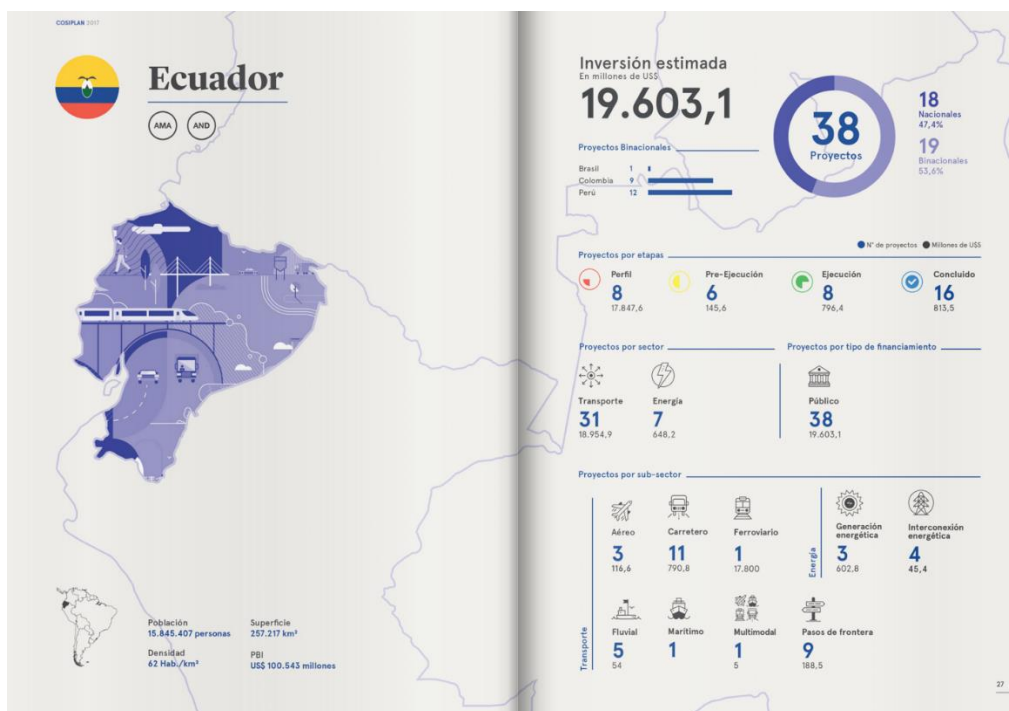 COSIPLAN 2017
Ecuador
AMA AND
Población
15.845.407 personas
Superficie
257.217 km²
Densidad
62 Hab./km²
PBI
US$ 100.543 millones
Inversión estimada
En millones de US$
19.603,1
38
Proyectos
18
Nacionales
47,4%
19
Binacionales
53,6%
Proyectos Binacionales
Brasil 1
Colombia 9
Perú 12
N° de proyectos Millones de US$
Proyectos por etapas
Perfil
8
17.847,6
Pre-Ejecución
6
145,6
Ejecución
8
796,4
Concluido
16
813,5
Proyectos por sector
Transporte
31
18.954,9
Energía
7
648,2
Proyectos por tipo de financiamiento
Público
38
19.603,1
Proyectos por sub-sector
Transporte
Aéreo
3
116,6
Carretero
11
790,8
Ferroviario
1
17.800
Energía
Generación
energética
3
602,8
Interconexión
energética
4
45,4
Fluvial
5
54
Marítimo
1
Multimodal
1
5
Pasos de frontera
9
188,5
27